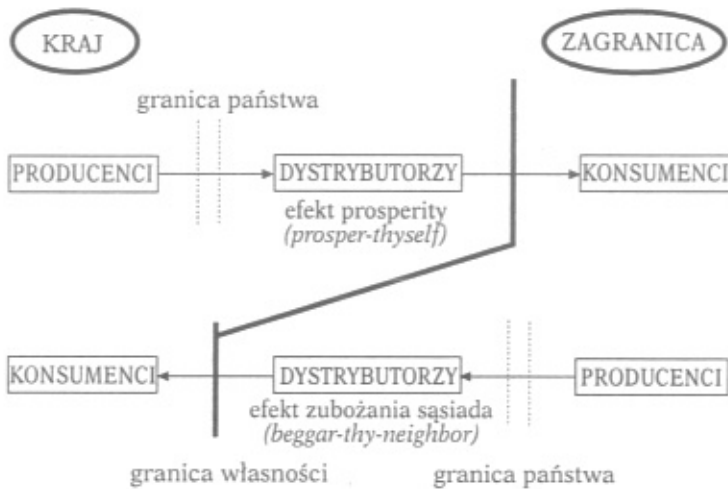 KRAJ
ZAGRANICA
granica państwa
PRODUCENCI
DYSTRYBUTORZY
KONSUMENCI
efekt prosperity
(prosper-thyself)
KONSUMENCI
DYSTRYBUTORZY
PRODUCENCI
efekt zubożania sąsiada
(beggar-thy-neighbor)
granica własności
granica państwa